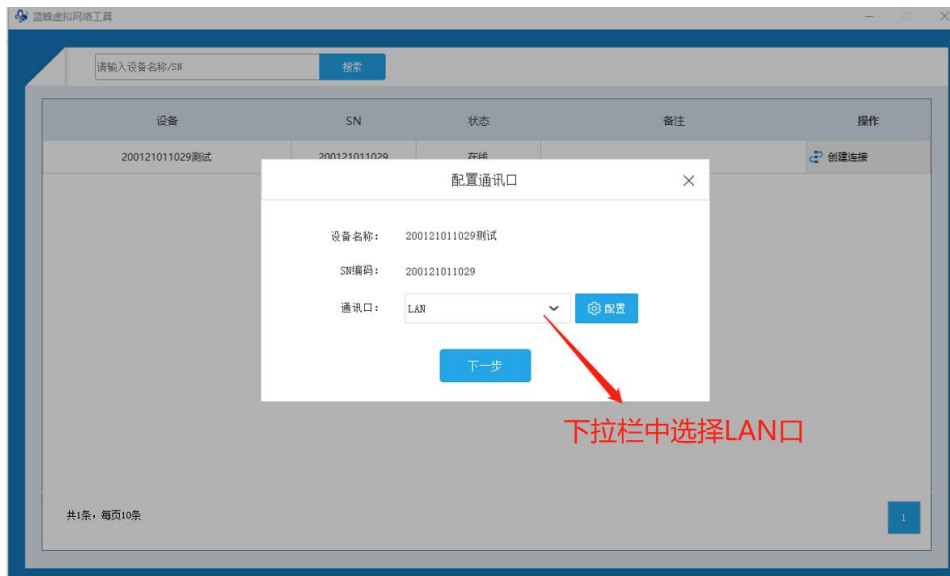 蓝蜂虚拟网络工具
请输入设备名称/SN 搜索
设备 SN 状态 备注 操作
200121011029测试 200121011029 在线 创建连接
配置通讯口
设备名称： 200121011029测试
SN编码： 200121011029
通讯口： LAN 配置
下一步
下拉栏中选择LAN口
共1条，每页10条 1